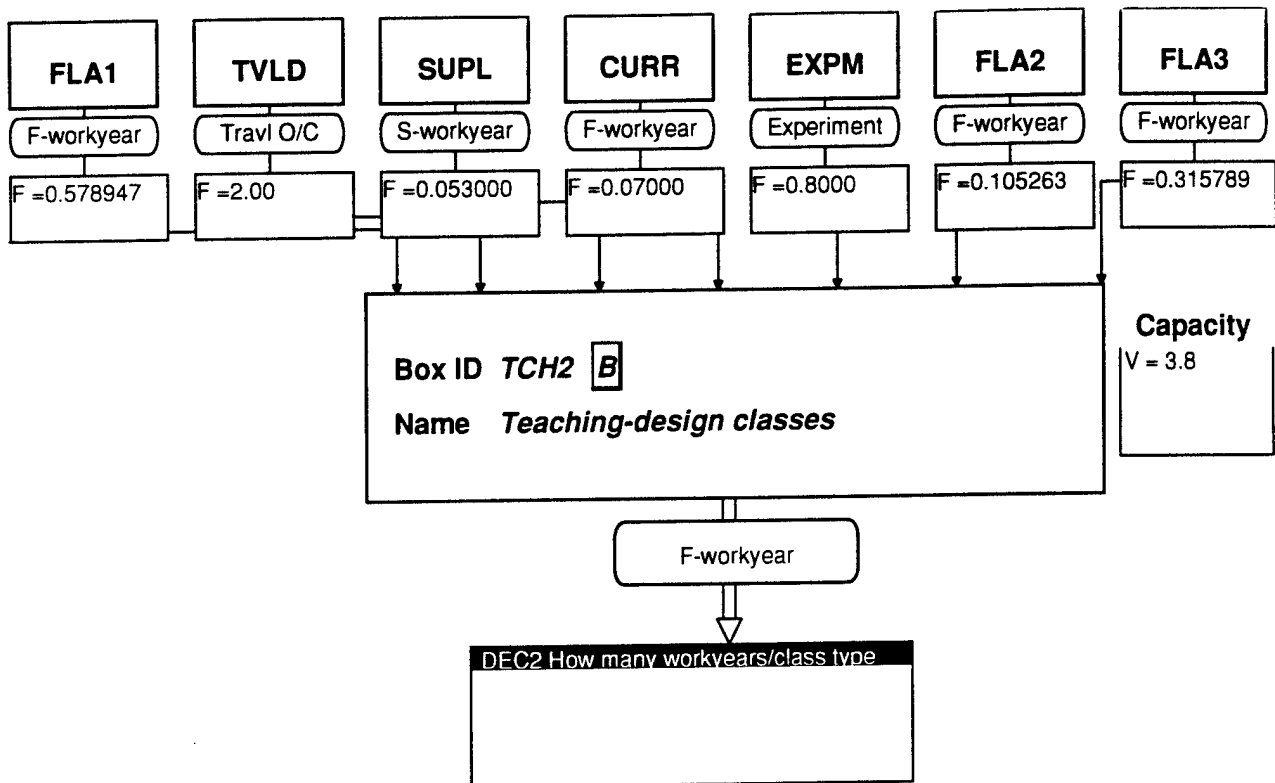 FLA1 TVLD SUPL CURR EXPM FLA2 FLA3
F-workyear Travl O/C S-workyear F-workyear Experiment F-workyear F-workyear
F =0.578947 F =2.00 F =0.053000 F =0.07000 F =0.8000 F =0.105263 F =0.315789
Capacity
V = 3.8
Box ID TCH2 B
Name Teaching-design classes
F-workyear
DEC2 How many workyears/class type